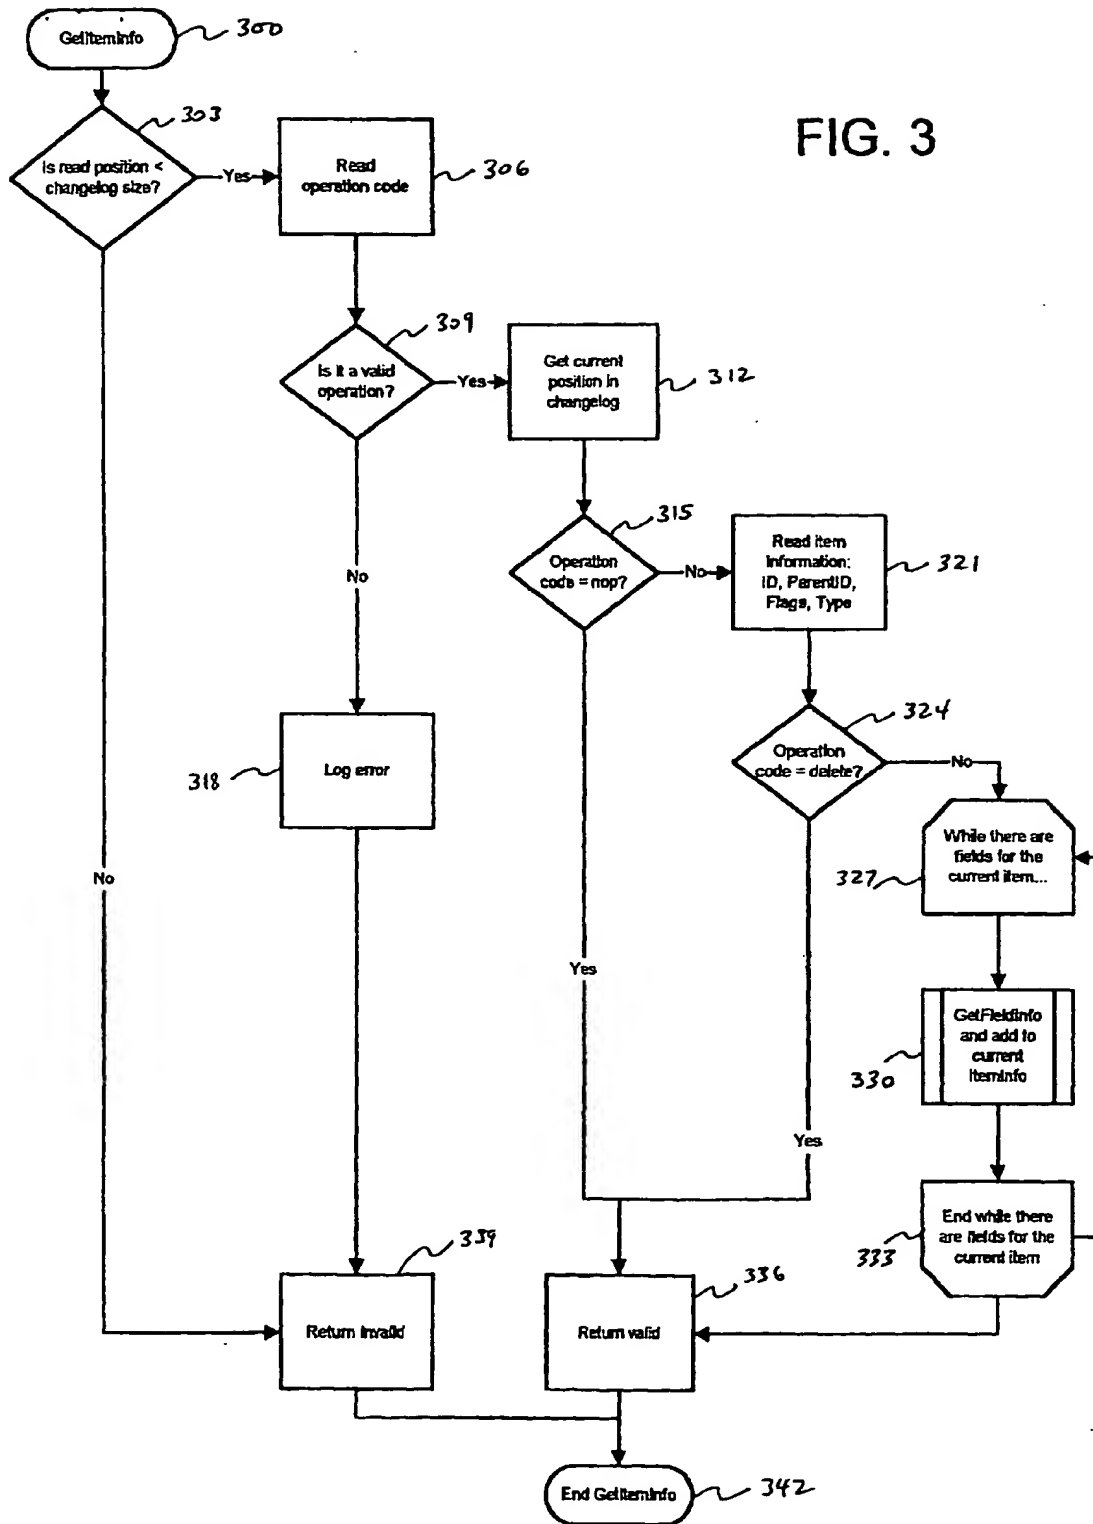 GetItemInfo
300
FIG. 3
303
Is read position <
changelog size?
Yes
Read
operation code
306
309
Is it a valid
operation?
Yes
Get current
position in
changelog
312
315
Operation
code = nop?
No
Read item
information:
ID, ParentID,
Flags, Type
321
No
324
Operation
code = delete?
No
318
Log error
While there are
fields for the
current item...
327
No
Yes
GetFieldInfo
and add to
current
ItemInfo
330
Yes
End while there
are fields for the
current item
333
339
Return invalid
336
Return valid
End GetItemInfo
342